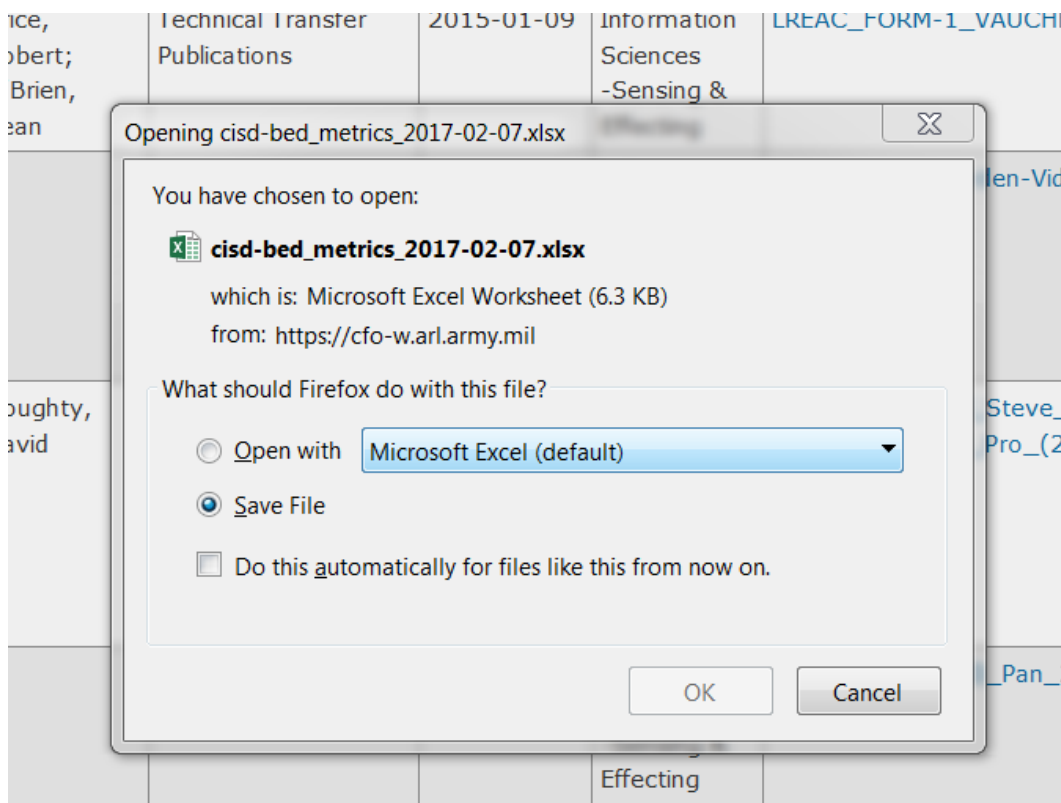 Technical Transfer
Publications
2015-01-09
Information
Sciences
-Sensing &
obert;
Brien,
ean
Opening cisd-bed_metrics_2017-02-07.xlsx
You have chosen to open:
cisd-bed_metrics_2017-02-07.xlsx
which is: Microsoft Excel Worksheet (6.3 KB)
from: https://cfo-w.arl.army.mil
What should Firefox do with this file?
Open with
Microsoft Excel (default)
Save File
Do this automatically for files like this from now on.
OK
Cancel
LREAC_FORM-1_VAUCH
len-Vid
oughty,
avid
Steve_
Pro_(2
_Pan_
Effecting